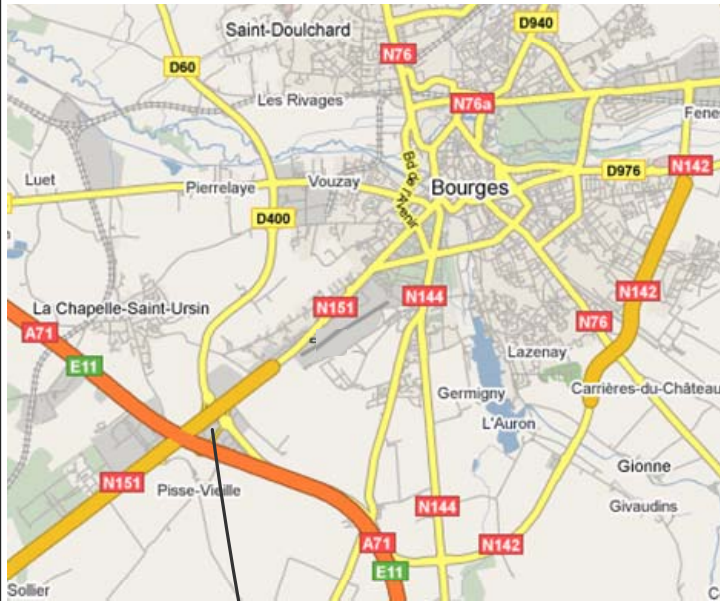 Saint-Doulchard
D940
N76
D60
N76a
Les Rivages
Fene
N142
D976
Luet
Pierrelaye
Vouzay
Bd de l'Avenir
Bourges
D400
N142
La Chapelle-Saint-Ursin
N151
N144
A71
N76
E11
Lazenay
Germigny
Carrières-du-Château
L'Auron
Gionne
N151
Pisse-Vieille
N144
Givaudins
A71
N142
E11
Sollier
C